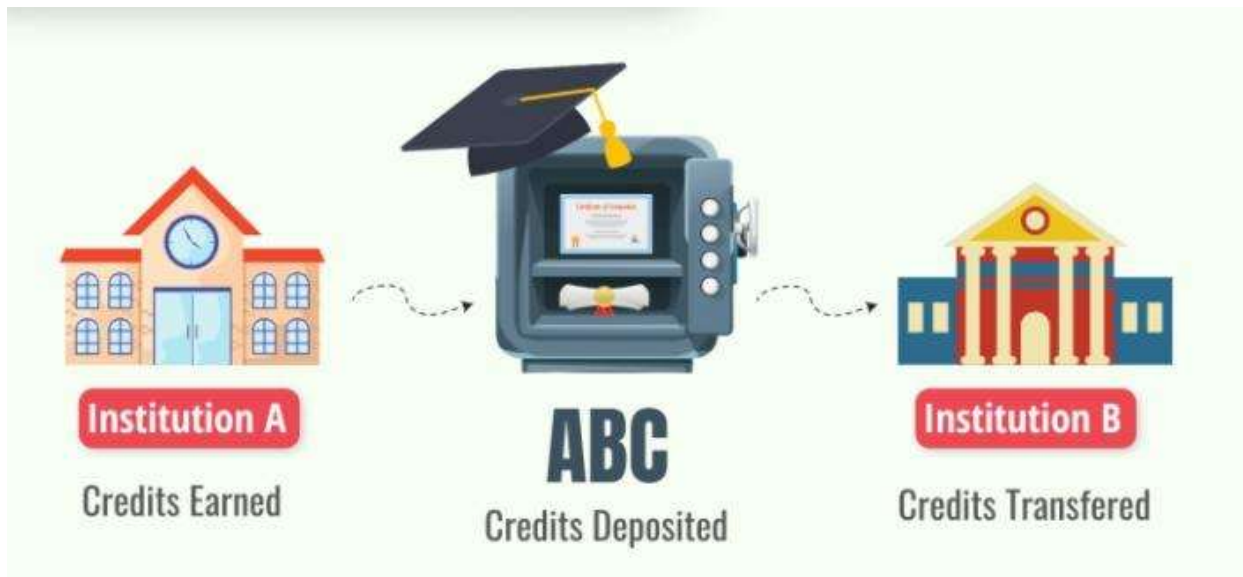 Institution A
Credits Earned
ABC
Credits Deposited
Institution B
Credits Transfered